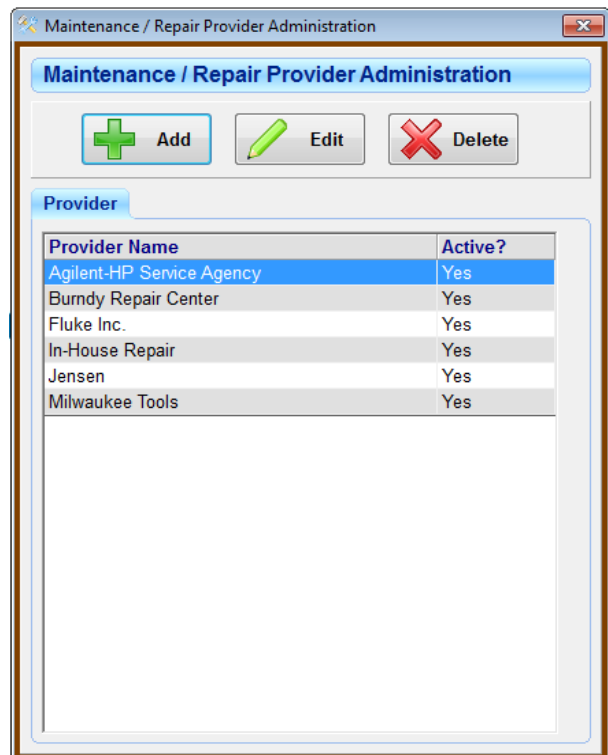 Maintenance / Repair Provider Administration
Maintenance / Repair Provider Administration
Add Edit Delete
Provider
Provider Name Active?
Agilent-HP Service Agency Yes
Burndy Repair Center Yes
Fluke Inc. Yes
In-House Repair Yes
Jensen Yes
Milwaukee Tools Yes